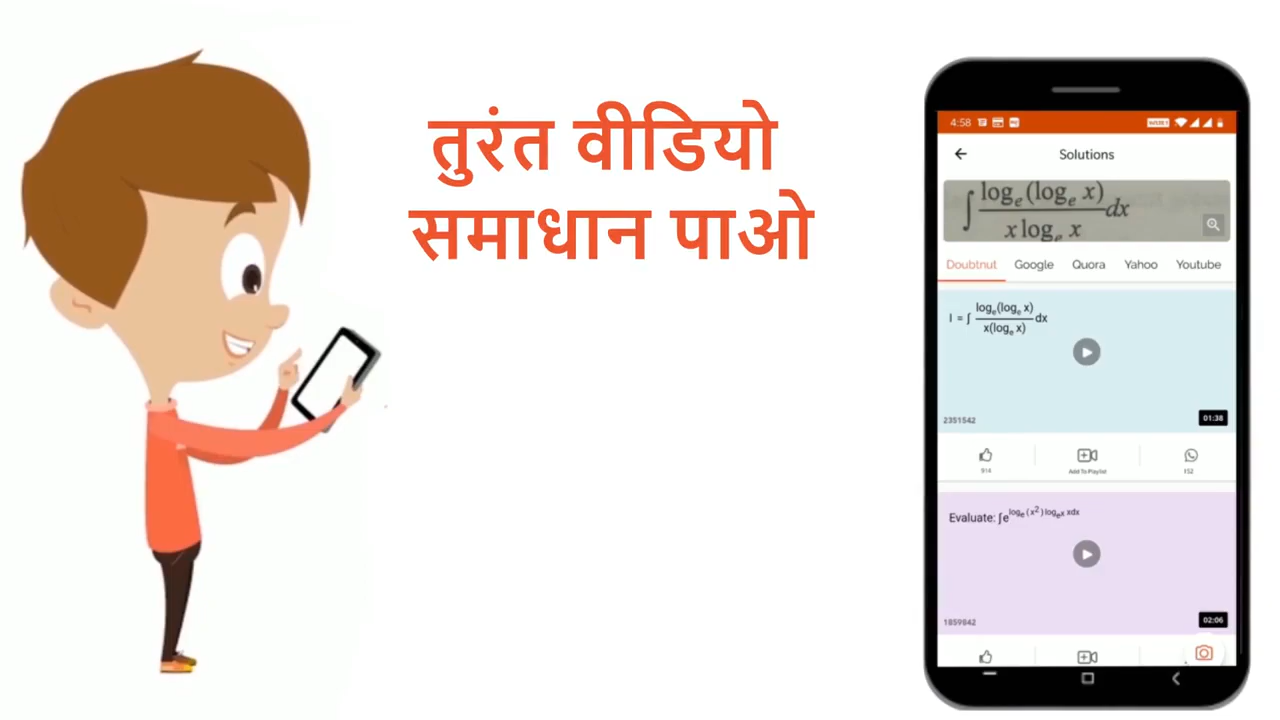 तुरंत वीडियो
समाधान पाओ
4:58
Solutions
∫ logₑ(logₑ x) / x logₑ x dx
Doubtnut Google Quora Yahoo Youtube
I = ∫ logₑ(logₑ x) / x(logₑ x) dx
2351542
01:38
914
Add To Playlist
152
Evaluate: ∫e^logₑ(x²)logₑx xdx
1859842
02:06